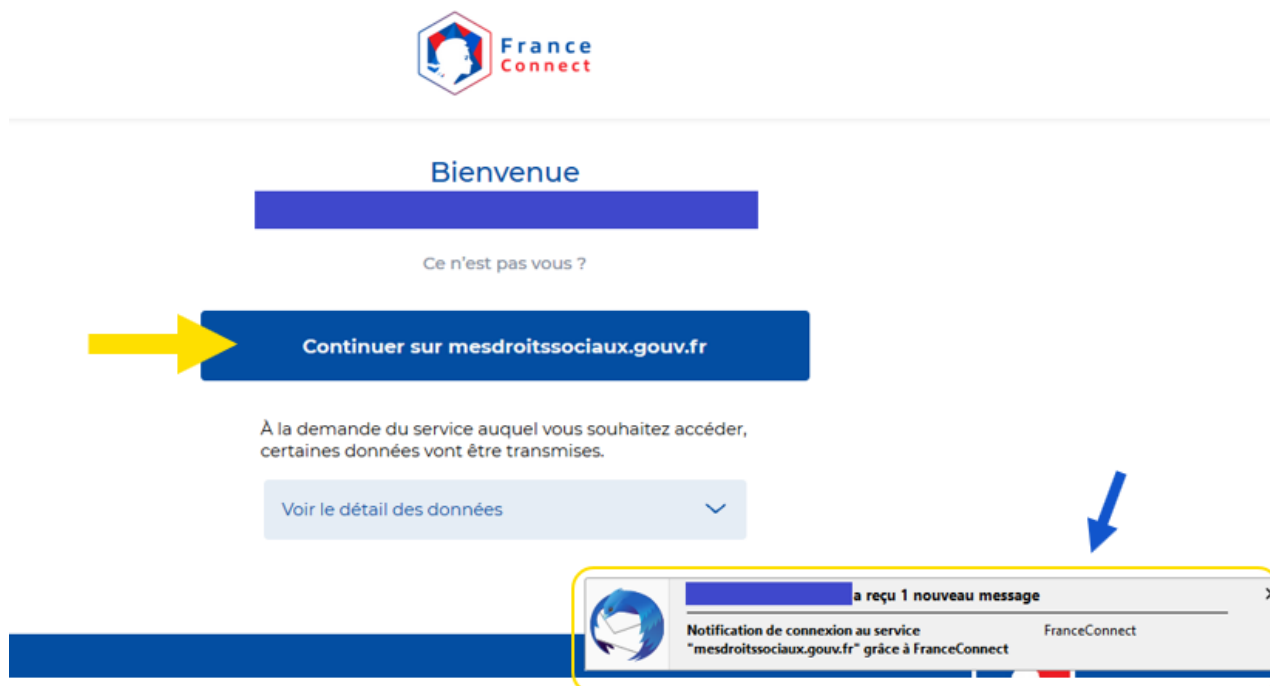 France
Connect
Bienvenue
Ce n'est pas vous ?
Continuer sur mesdroitssociaux.gouv.fr
À la demande du service auquel vous souhaitez accéder,
certaines données vont être transmises.
Voir le détail des données
a reçu 1 nouveau message
Notification de connexion au service FranceConnect
"mesdroitssociaux.gouv.fr" grâce à FranceConnect